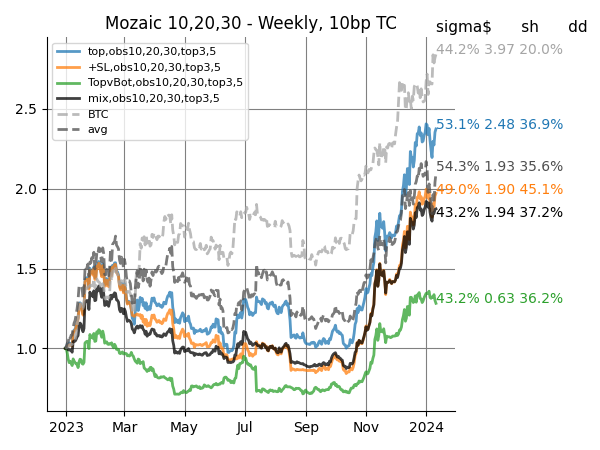 Mozaic 10,20,30 - Weekly, 10bp TC
sigma$ sh dd
top,obs10,20,30,top3,5
+SL,obs10,20,30,top3,5
TopvBot,obs10,20,30,top3,5
mix,obs10,20,30,top3,5
BTC
avg
44.2% 3.97 20.0%
53.1% 2.48 36.9%
54.3% 1.93 35.6%
49.0% 1.90 45.1%
43.2% 1.94 37.2%
43.2% 0.63 36.2%
2.5
2.0
1.5
1.0
2023 Mar May Jul Sep Nov 2024